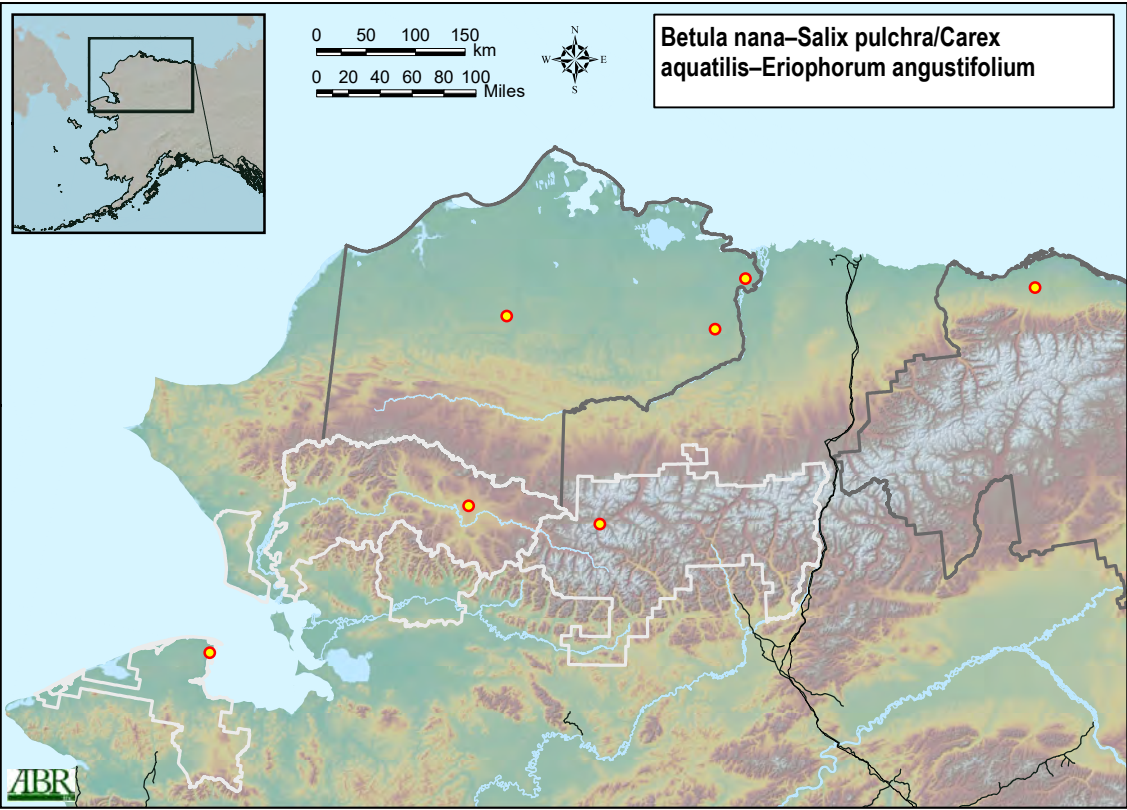 0 50 100 150
km
0 20 40 60 80 100
Miles
N
W E
S
Betula nana–Salix pulchra/Carex
aquatilis–Eriophorum angustifolium
ABR